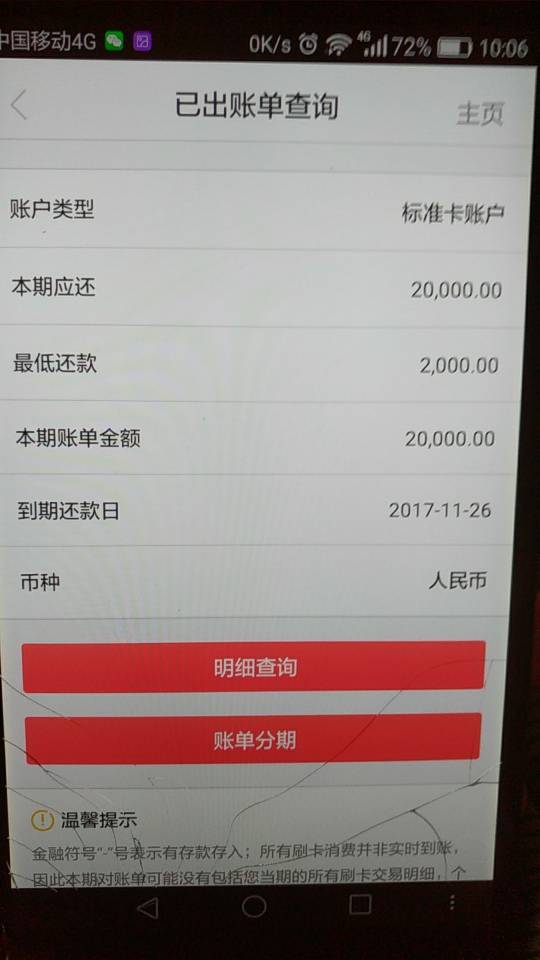 中国移动4G 0K/s 4G 72% 10:06
已出账单查询 主页
账户类型 标准卡账户
本期应还 20,000.00
最低还款 2,000.00
本期账单金额 20,000.00
到期还款日 2017-11-26
币种 人民币
明细查询
账单分期
温馨提示
金融符号“-”号表示有存款存入；所有刷卡消费并非实时到账，
因此本期对账单可能没有包括您当期的所有刷卡交易明细，个